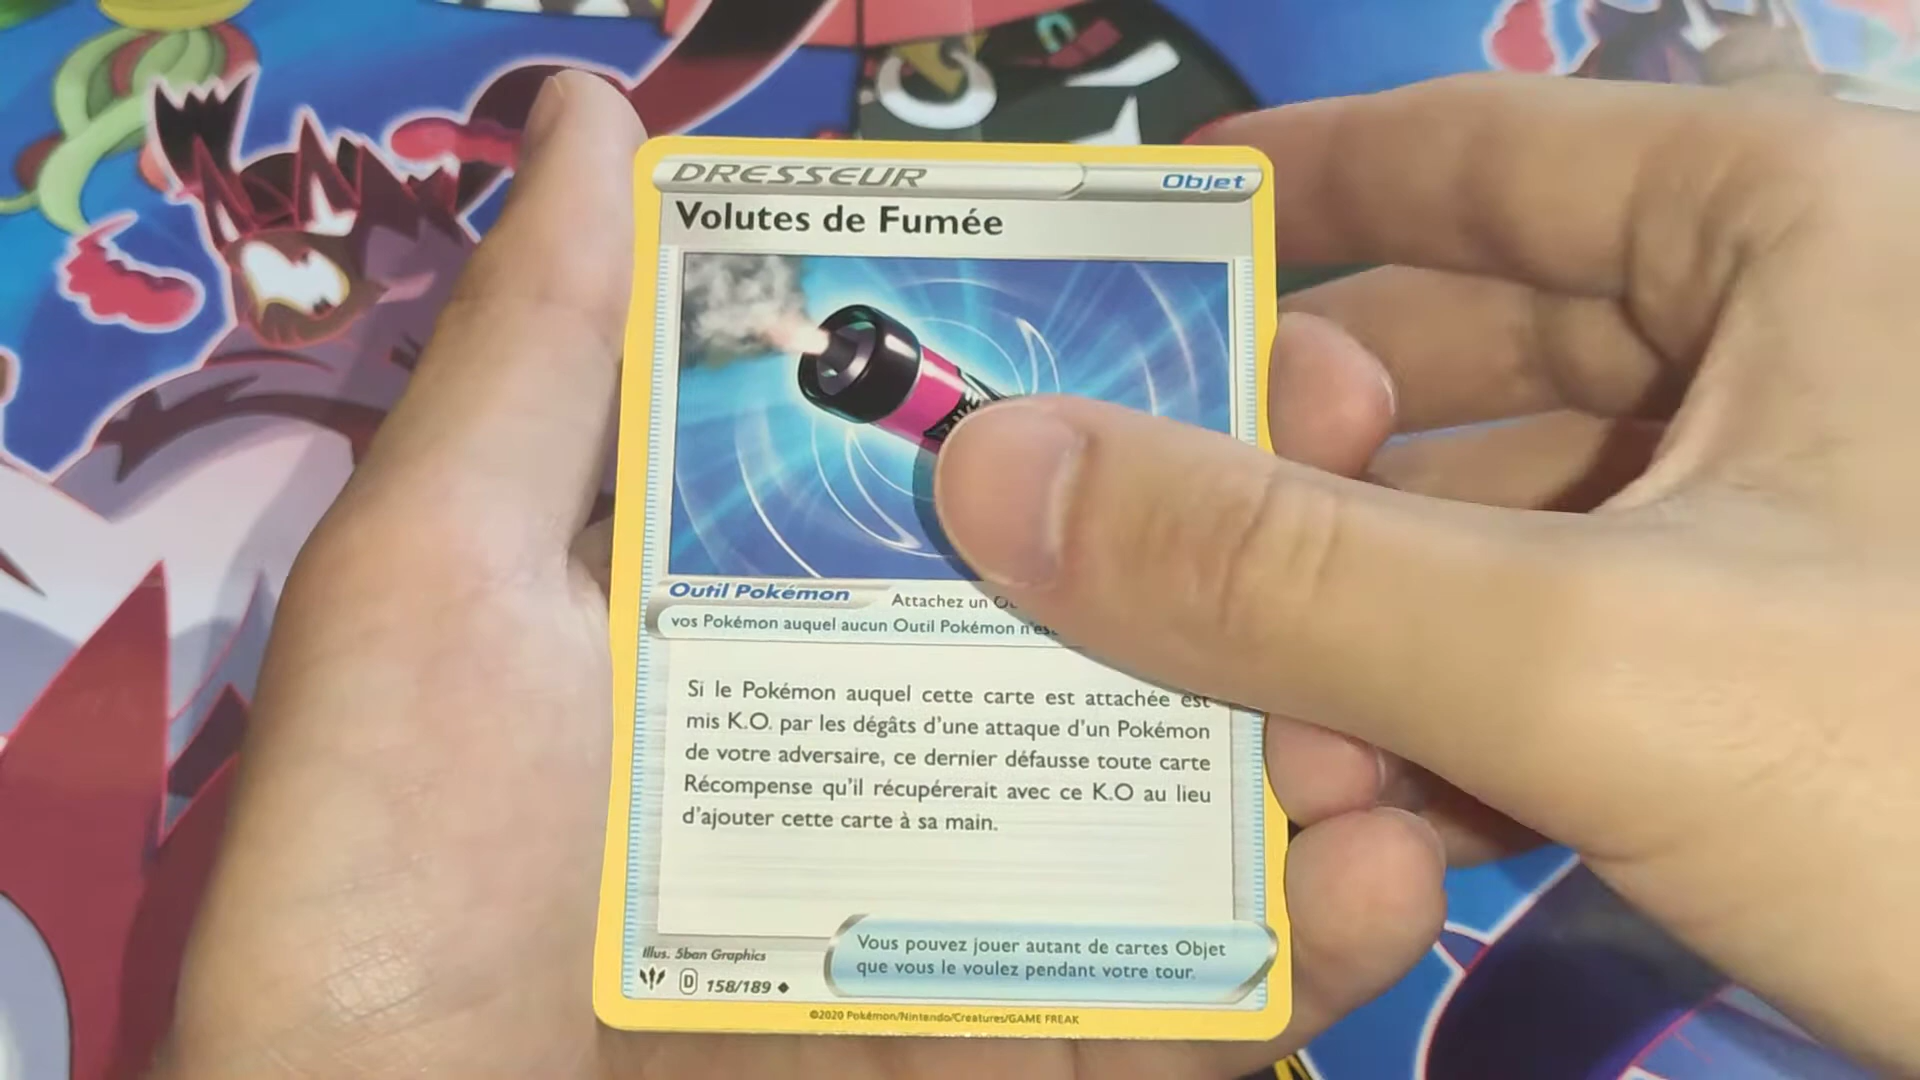 DRESSEUR
Objet
Volutes de Fumée
Outil Pokémon
Attachez un
vos Pokémon auquel aucun Outil Pokémon
Si le Pokémon auquel cette carte est attachée est
mis K.O. par les dégâts d'une attaque d'un Pokémon
de votre adversaire, ce dernier défausse toute carte
Récompense qu'il récupérerait avec ce K.O au lieu
d'ajouter cette carte à sa main.
Vous pouvez jouer autant de cartes Objet
que vous le voulez pendant votre tour.
Illus. 5ban Graphics
D 158/189
©2020 Pokémon/Nintendo/Creatures/GAME FREAK